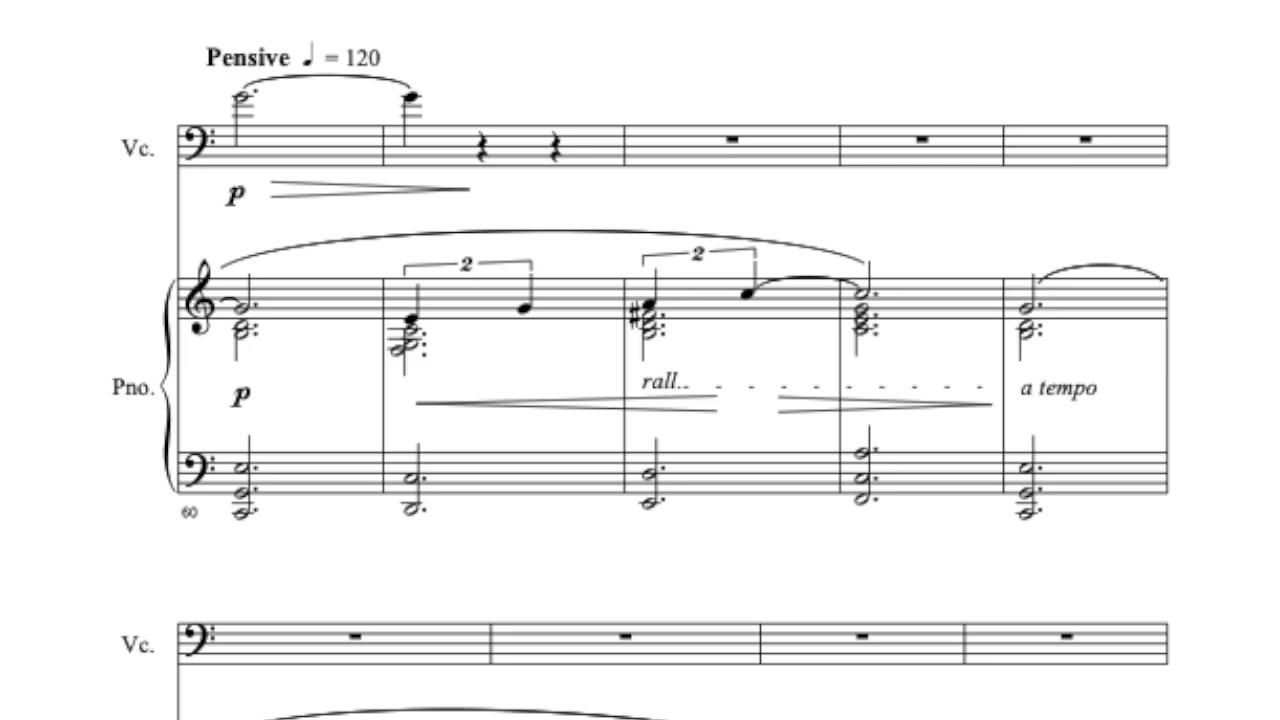 Pensive ♩ = 120
Vc.
p
2
2
Pno.
p
rall.
a tempo
60
Vc.